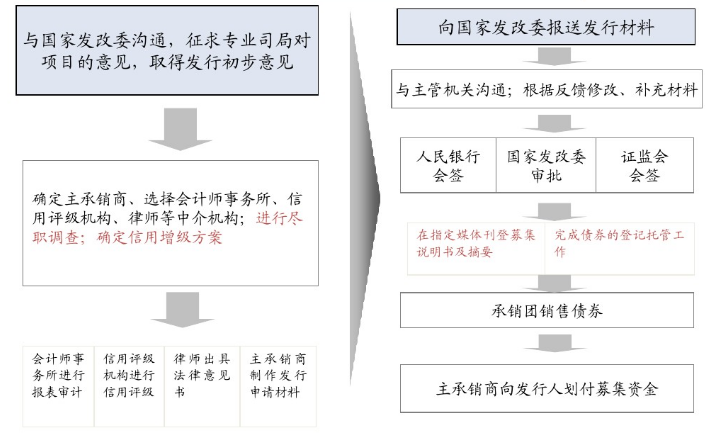 与国家发改委沟通，征求专业司局对
项目的意见，取得发行初步意见
确定主承销商、选择会计师事务所、信
用评级机构、律师等中介机构；进行尽
职调查；确定信用增级方案
会计师事
务所进行
报表审计
信用评级
机构进行
信用评级
律师出具
法律意见
书
主承销商
制作发行
申请材料
向国家发改委报送发行材料
与主管机关沟通；根据反馈修改、补充材料
人民银行
会签
国家发改委
审批
证监会
会签
在指定媒体刊登募集
说明书及摘要
完成债券的登记托管工
作
承销团销售债券
主承销商向发行人划付募集资金